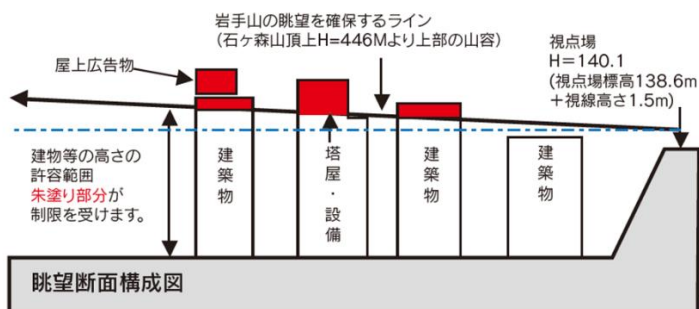 岩手山の眺望を確保するライン
(石ヶ森山頂上H=446Mより上部の山容)
屋上広告物
視点場
H=140.1
(視点場標高138.6m
+視線高さ1.5m)
建物等の高さの
許容範囲
朱塗り部分が
制限を受けます。
建築物
塔屋・設備
建築物
建築物
眺望断面構成図